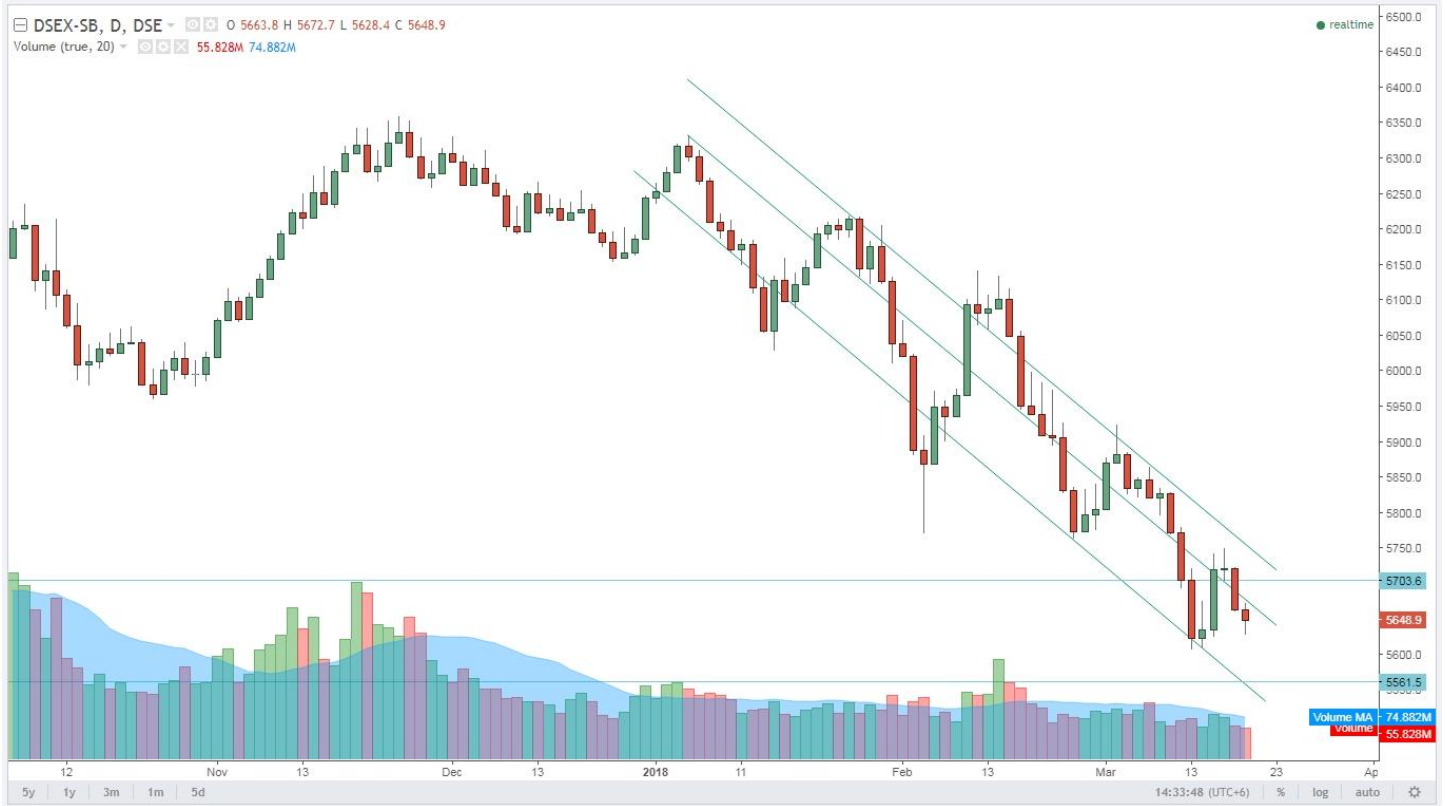 DSEX-SB, D, DSE O 5663.8 H 5672.7 L 5628.4 C 5648.9
realtime
Volume (true, 20) 55.828M 74.882M
6500.0
6450.0
6400.0
6350.0
6300.0
6250.0
6200.0
6150.0
6100.0
6050.0
6000.0
5950.0
5900.0
5850.0
5800.0
5750.0
5703.6
5648.9
5600.0
5561.5
Volume MA 74.882M
Volume 55.828M
12 Nov 13 Dec 13 2018 11 Feb 13 Mar 13 23 Ap
5y 1y 3m 1m 5d 14:33:48 (UTC+6) % log auto